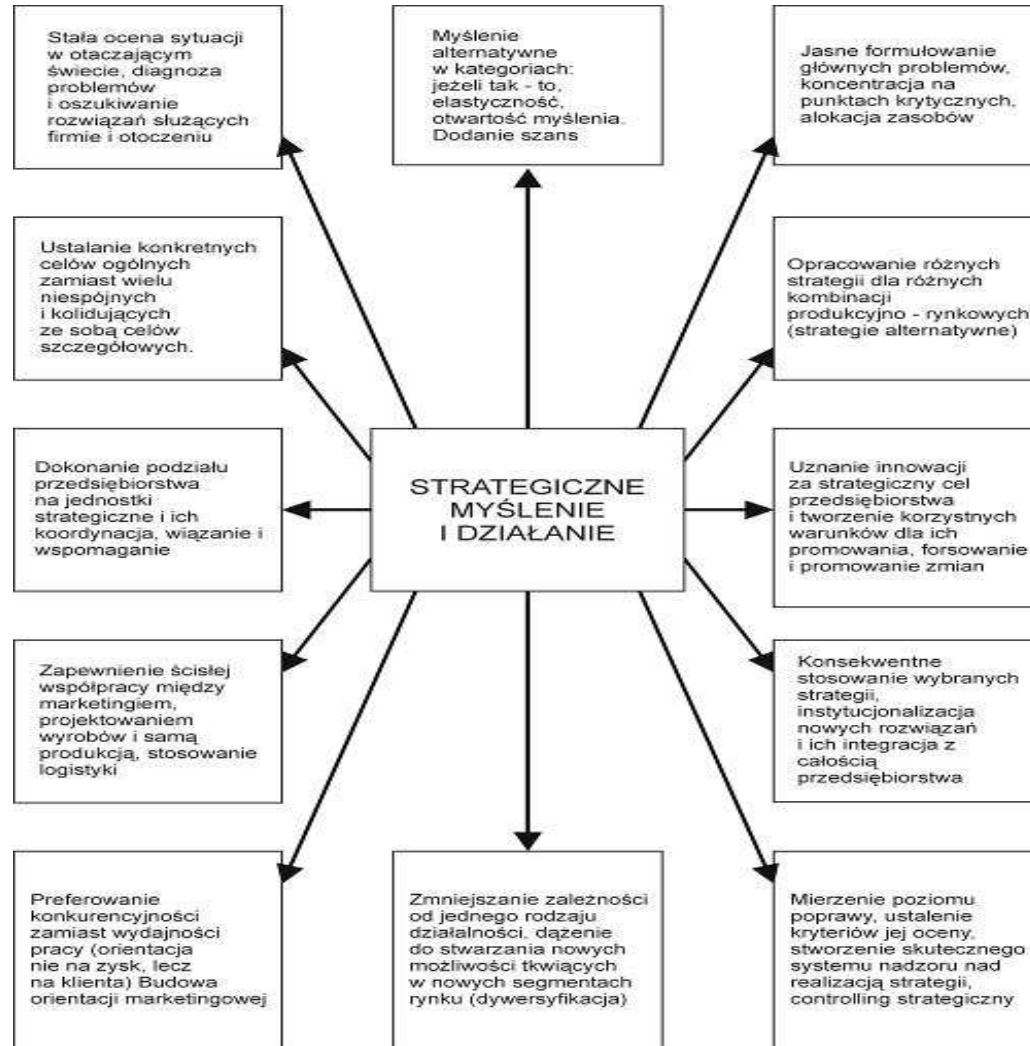 Stała ocena sytuacji
w otaczającym
świecie, diagnoza
problemów
i oszukiwanie
rozwiązań służących
firmie i otoczeniu
Myślenie
alternatywne
w kategoriach:
jeżeli tak - to,
elastyczność,
otwartość myślenia.
Dodanie szans
Jasne formułowanie
głównych problemów,
koncentracja na
punktach krytycznych,
alokacja zasobów
Ustalanie konkretnych
celów ogólnych
zamiast wielu
niespójnych
i kolidujących
ze sobą celów
szczegółowych.
Opracowanie różnych
strategii dla różnych
kombinacji
produkcyjno - rynkowych
(strategie alternatywne)
Dokonanie podziału
przedsiębiorstwa
na jednostki
strategiczne i ich
koordynacja, wiązanie i
wspomaganie
STRATEGICZNE
MYŚLENIE
I DZIAŁANIE
Uznanie innowacji
za strategiczny cel
przedsiębiorstwa
i tworzenie korzystnych
warunków dla ich
promowania, forsowanie
i promowanie zmian
Zapewnienie ścisłej
współpracy między
marketingiem,
projektowaniem
wyrobów i samą
produkcją, stosowanie
logistyki
Konsekwentne
stosowanie wybranych
strategii,
instytucjonalizacja
nowych rozwiązań
i ich integracja z
całością
przedsiębiorstwa
Preferowanie
konkurencyjności
zamiast wydajności
pracy (orientacja
nie na zysk, lecz
na klienta) Budowa
orientacji marketingowej
Zmniejszanie zależności
od jednego rodzaju
działalności, dążenie
do stwarzania nowych
możliwości tkwiących
w nowych segmentach
rynku (dywersyfikacja)
Mierzenie poziomu
poprawy, ustalenie
kryteriów jej oceny,
stworzenie skutecznego
systemu nadzoru nad
realizacją strategii,
controlling strategiczny